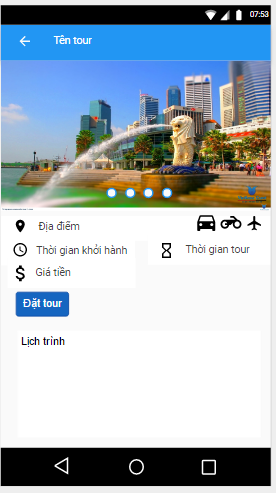 07:53
Tên tour
Địa điểm
Thời gian khởi hành
Thời gian tour
Giá tiền
Đặt tour
Lịch trình